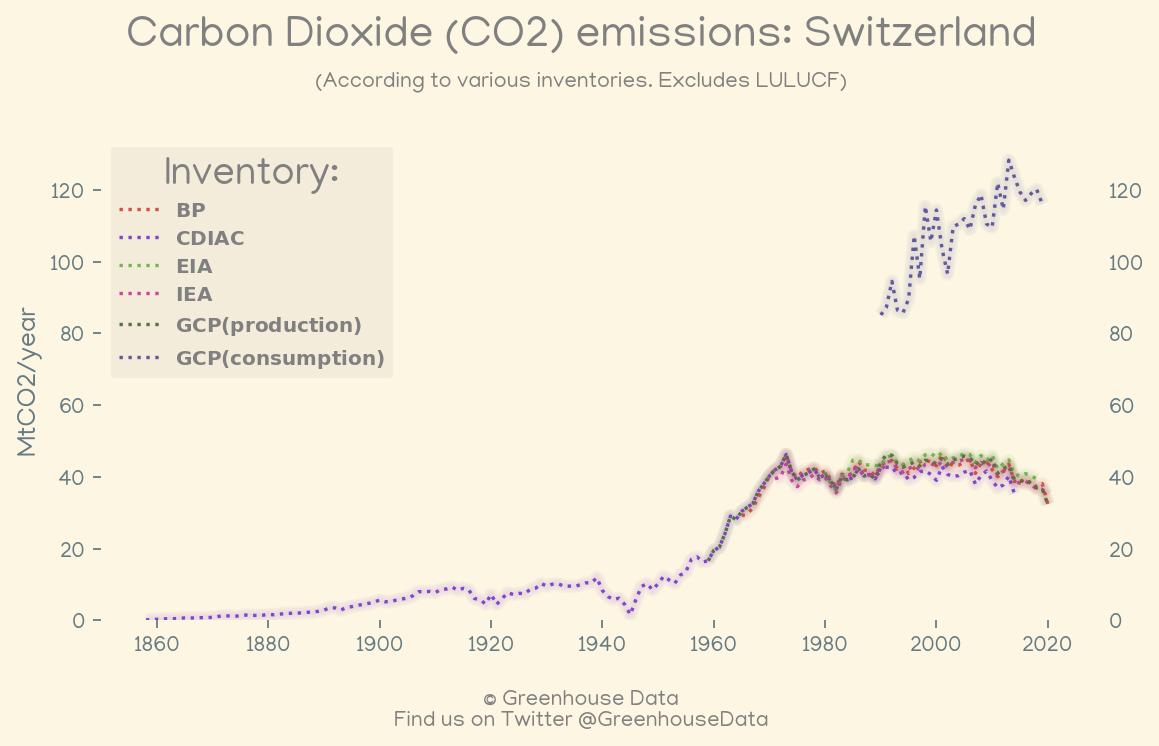 Carbon Dioxide (CO2) emissions: Switzerland
(According to various inventories. Excludes LULUCF)
Inventory:
BP
CDIAC
EIA
IEA
GCP(production)
GCP(consumption)
MtCO2/year
120
100
80
60
40
20
0
120
100
80
60
40
20
0
1860 1880 1900 1920 1940 1960 1980 2000 2020
© Greenhouse Data
Find us on Twitter @GreenhouseData